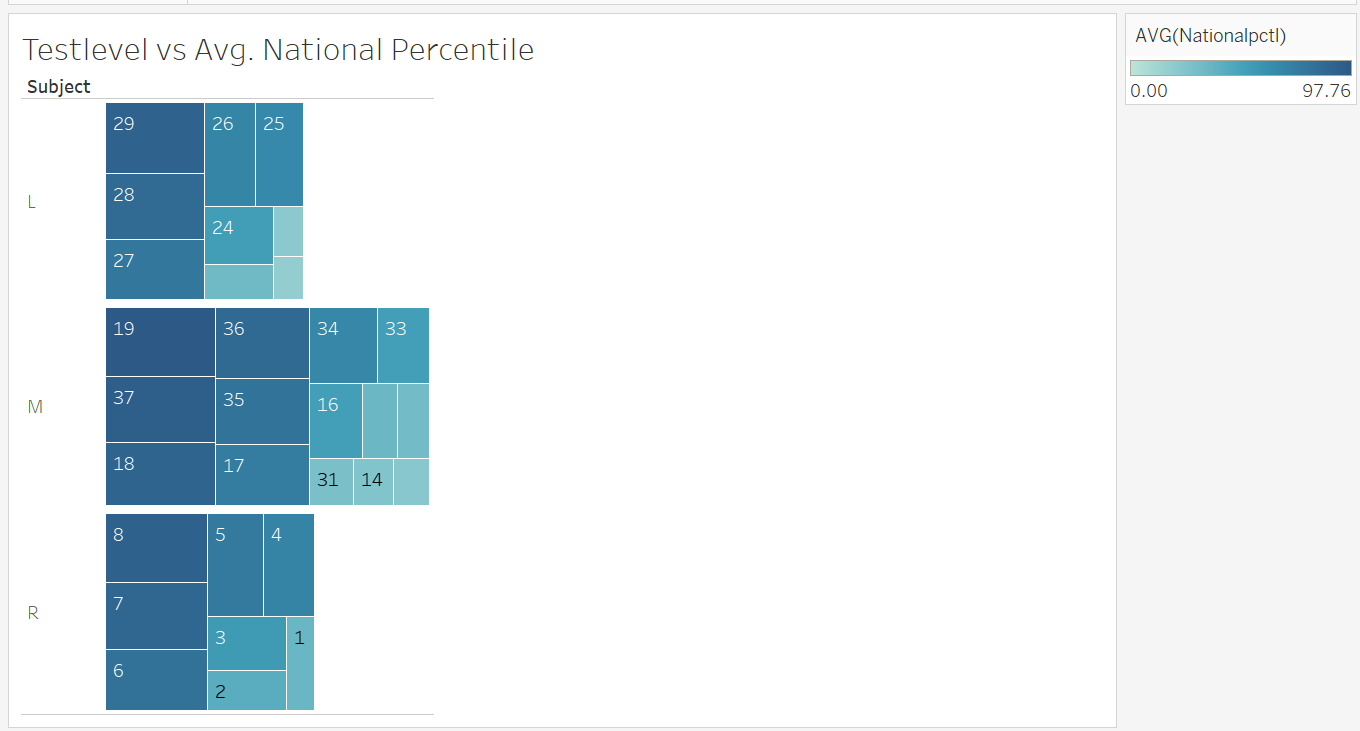 Testlevel vs Avg. National Percentile
AVG(Nationalpctl)
0.00 97.76
Subject
L
29 26 25
28
24
27
M
19 36 34 33
37 35
16
18 17
31 14
R
8 5 4
7
3 1
6
2